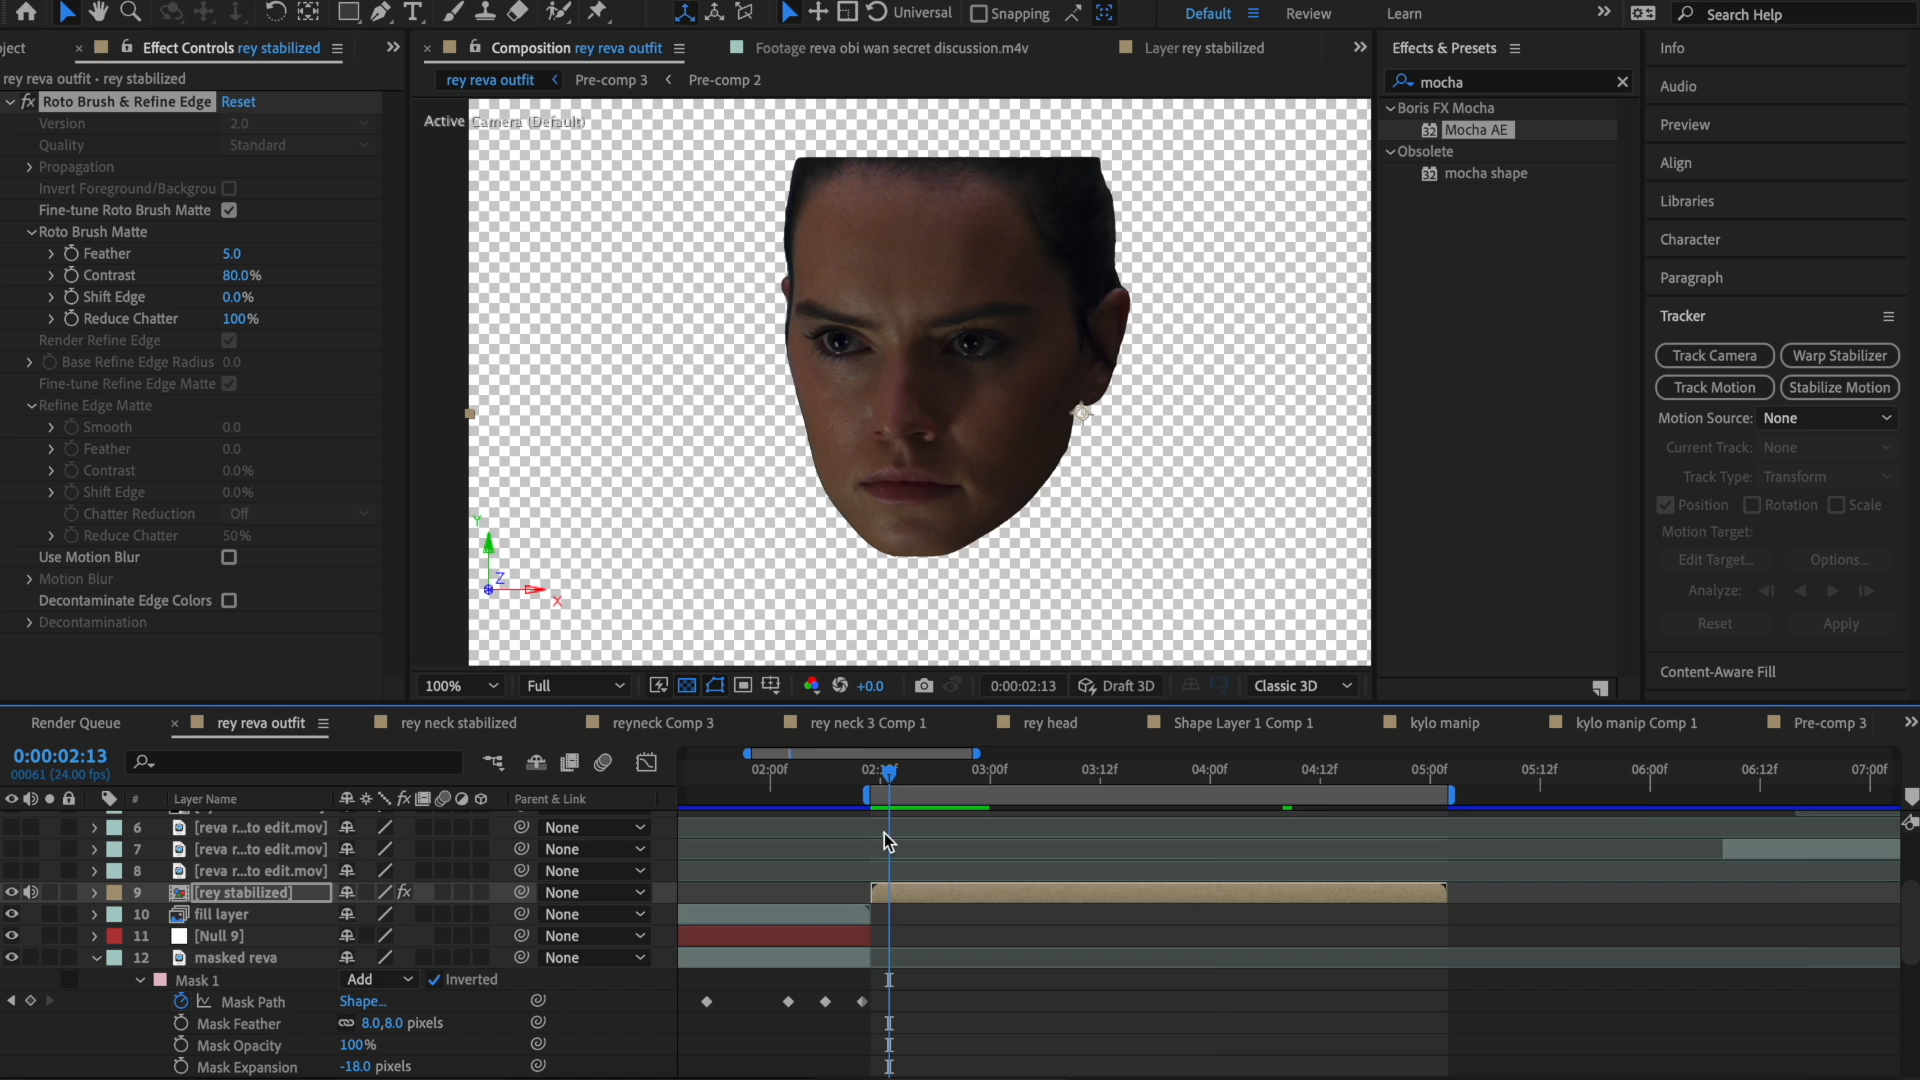 Universal
Snapping
Default
Review
Learn
Search Help
ject
Effect Controls rey stabilized
Composition rey reva outfit
Footage reva obi wan secret discussion.m4v
Layer rey stabilized
Effects & Presets
Info
rey reva outfit • rey stabilized
rey reva outfit
Pre-comp 3
Pre-comp 2
mocha
Audio
fx Roto Brush & Refine Edge Reset
Boris FX Mocha
Version 2.0
Active Camera (Default)
Preview
32 Mocha AE
Quality Standard
Obsolete
Align
Propagation
32 mocha shape
Invert Foreground/Backgrou
Libraries
Fine-tune Roto Brush Matte
Roto Brush Matte
Character
Feather 5.0
Contrast 80.0%
Paragraph
Shift Edge 0.0%
Reduce Chatter 100%
Tracker
Render Refine Edge
Track Camera Warp Stabilizer
Base Refine Edge Radius 0.0
Fine-tune Refine Edge Matte
Track Motion Stabilize Motion
Refine Edge Matte
Motion Source: None
Smooth 0.0
Current Track: None
Feather 0.0
Track Type: Transform
Contrast 0.0%
Shift Edge 0.0%
Position Rotation Scale
Chatter Reduction Off
Motion Target:
Reduce Chatter 50%
Edit Target... Options...
Use Motion Blur
Analyze:
Motion Blur
Y
Z
X
Decontaminate Edge Colors
Reset Apply
Decontamination
Content-Aware Fill
100%
Full
+0.0
0:00:02:13
Draft 3D
Classic 3D
Render Queue
rey reva outfit
rey neck stabilized
reyneck Comp 3
rey neck 3 Comp 1
rey head
Shape Layer 1 Comp 1
kylo manip
kylo manip Comp 1
Pre-comp 3
0:00:02:13
00061 (24.00 fps)
02:00f 03:00f 03:12f 04:00f 04:12f 05:00f 05:12f 06:00f 06:12f 07:00f
# Layer Name fx Parent & Link
6 [reva r...to edit.mov] None
7 [reva r...to edit.mov] None
8 [reva r...to edit.mov] None
9 [rey stabilized] fx None
10 fill layer None
11 [Null 9] None
12 masked reva None
Mask 1 Add Inverted
Mask Path Shape...
Mask Feather 8.0,8.0 pixels
Mask Opacity 100%
Mask Expansion -18.0 pixels